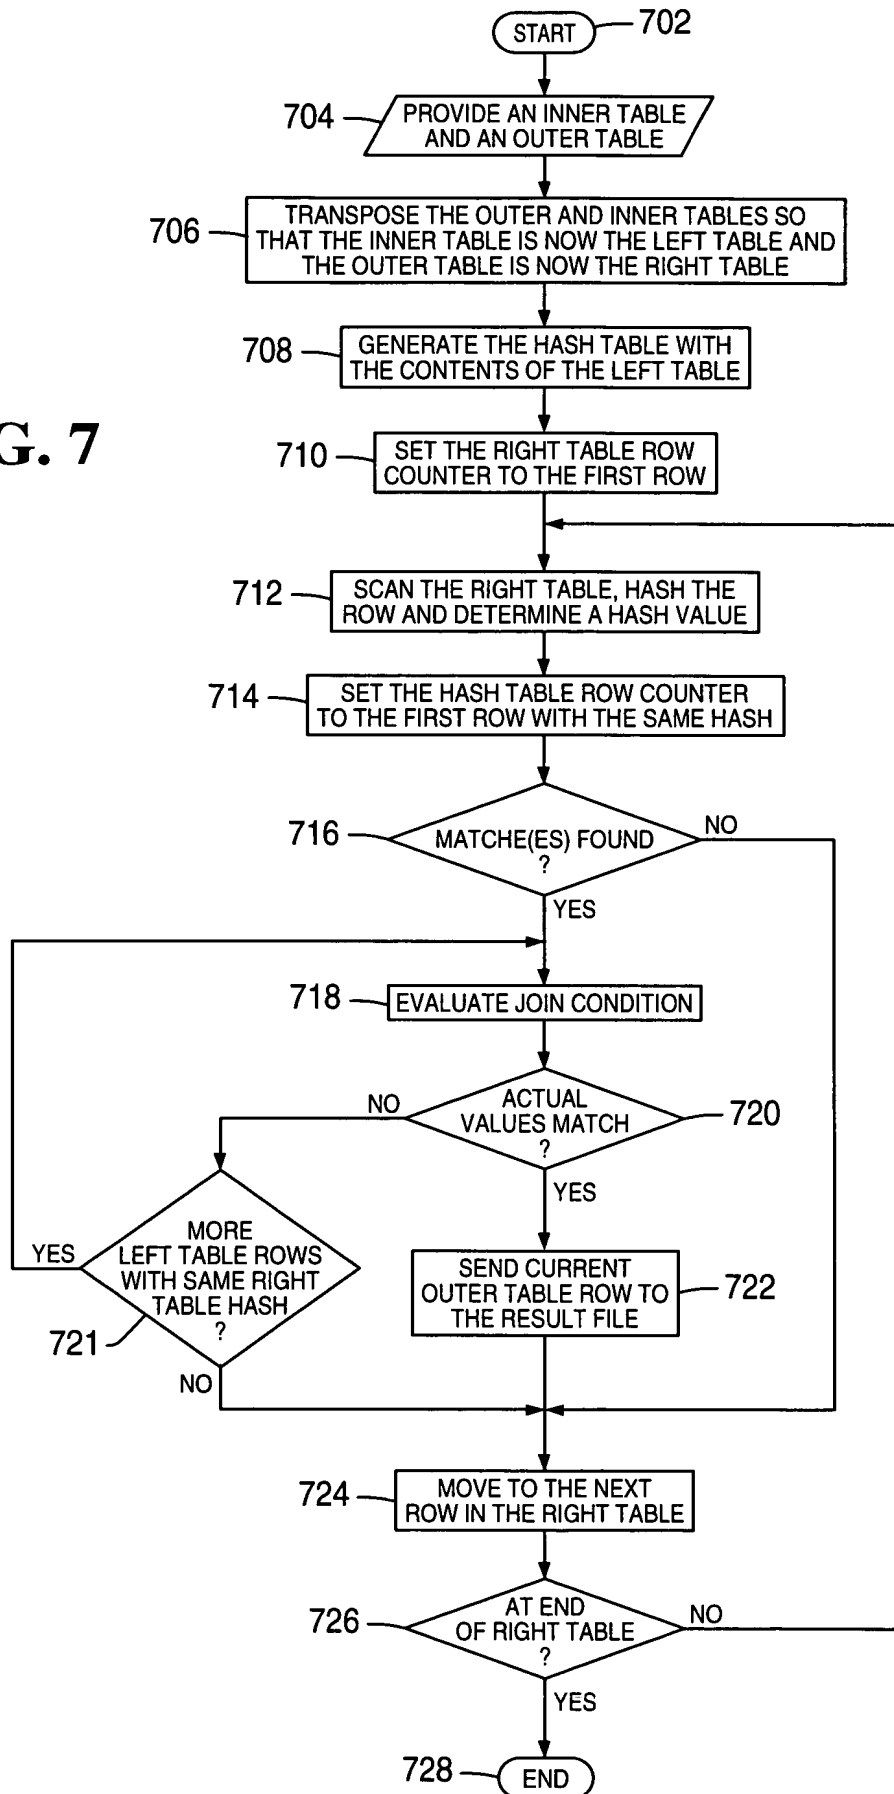 START
702
704
PROVIDE AN INNER TABLE
AND AN OUTER TABLE
706
TRANSPOSE THE OUTER AND INNER TABLES SO
THAT THE INNER TABLE IS NOW THE LEFT TABLE AND
THE OUTER TABLE IS NOW THE RIGHT TABLE
708
GENERATE THE HASH TABLE WITH
THE CONTENTS OF THE LEFT TABLE
G. 7
710
SET THE RIGHT TABLE ROW
COUNTER TO THE FIRST ROW
712
SCAN THE RIGHT TABLE, HASH THE
ROW AND DETERMINE A HASH VALUE
714
SET THE HASH TABLE ROW COUNTER
TO THE FIRST ROW WITH THE SAME HASH
716
MATCHE(ES) FOUND
?
NO
YES
718
EVALUATE JOIN CONDITION
NO
ACTUAL
VALUES MATCH
?
720
YES
YES
MORE
LEFT TABLE ROWS
WITH SAME RIGHT
TABLE HASH
?
721
NO
SEND CURRENT
OUTER TABLE ROW TO
THE RESULT FILE
722
724
MOVE TO THE NEXT
ROW IN THE RIGHT TABLE
726
AT END
OF RIGHT TABLE
?
NO
YES
728
END